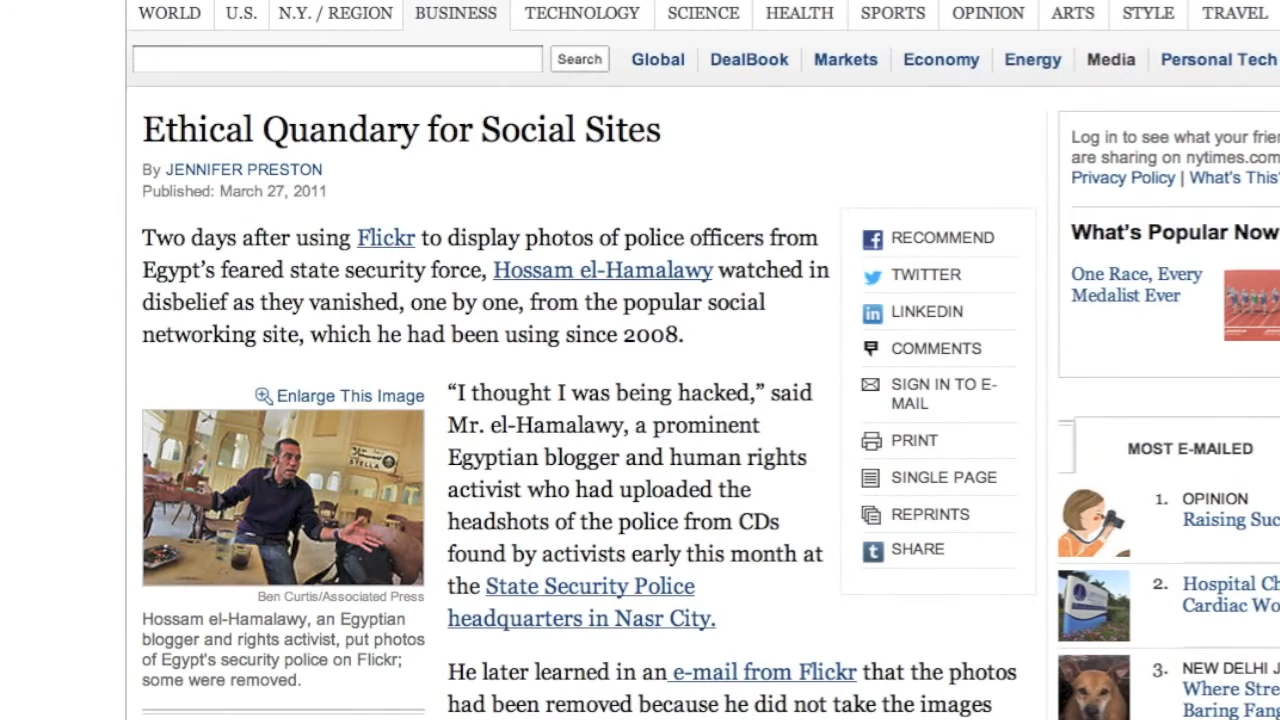 WORLD U.S. N.Y. / REGION BUSINESS TECHNOLOGY SCIENCE HEALTH SPORTS OPINION ARTS STYLE TRAVEL
Search Global DealBook Markets Economy Energy Media Personal Tech
Ethical Quandary for Social Sites
By JENNIFER PRESTON
Published: March 27, 2011
Two days after using Flickr to display photos of police officers from
Egypt’s feared state security force, Hossam el-Hamalawy watched in
disbelief as they vanished, one by one, from the popular social
networking site, which he had been using since 2008.
Enlarge This Image
STELLA
Ben Curtis/Associated Press
Hossam el-Hamalawy, an Egyptian
blogger and rights activist, put photos
of Egypt's security police on Flickr;
some were removed.
“I thought I was being hacked,” said
Mr. el-Hamalawy, a prominent
Egyptian blogger and human rights
activist who had uploaded the
headshots of the police from CDs
found by activists early this month at
the State Security Police
headquarters in Nasr City.
He later learned in an e-mail from Flickr that the photos
had been removed because he did not take the images
RECOMMEND
TWITTER
LINKEDIN
COMMENTS
SIGN IN TO E-
MAIL
PRINT
SINGLE PAGE
REPRINTS
SHARE
Log in to see what your
are sharing on nytimes.com
Privacy Policy | What's This
What’s Popular Now
One Race, Every
Medalist Ever
MOST E-MAILED
1. OPINION
Raising
2. Hospital
Cardiac
3. NEW DELHI
Where
Baring